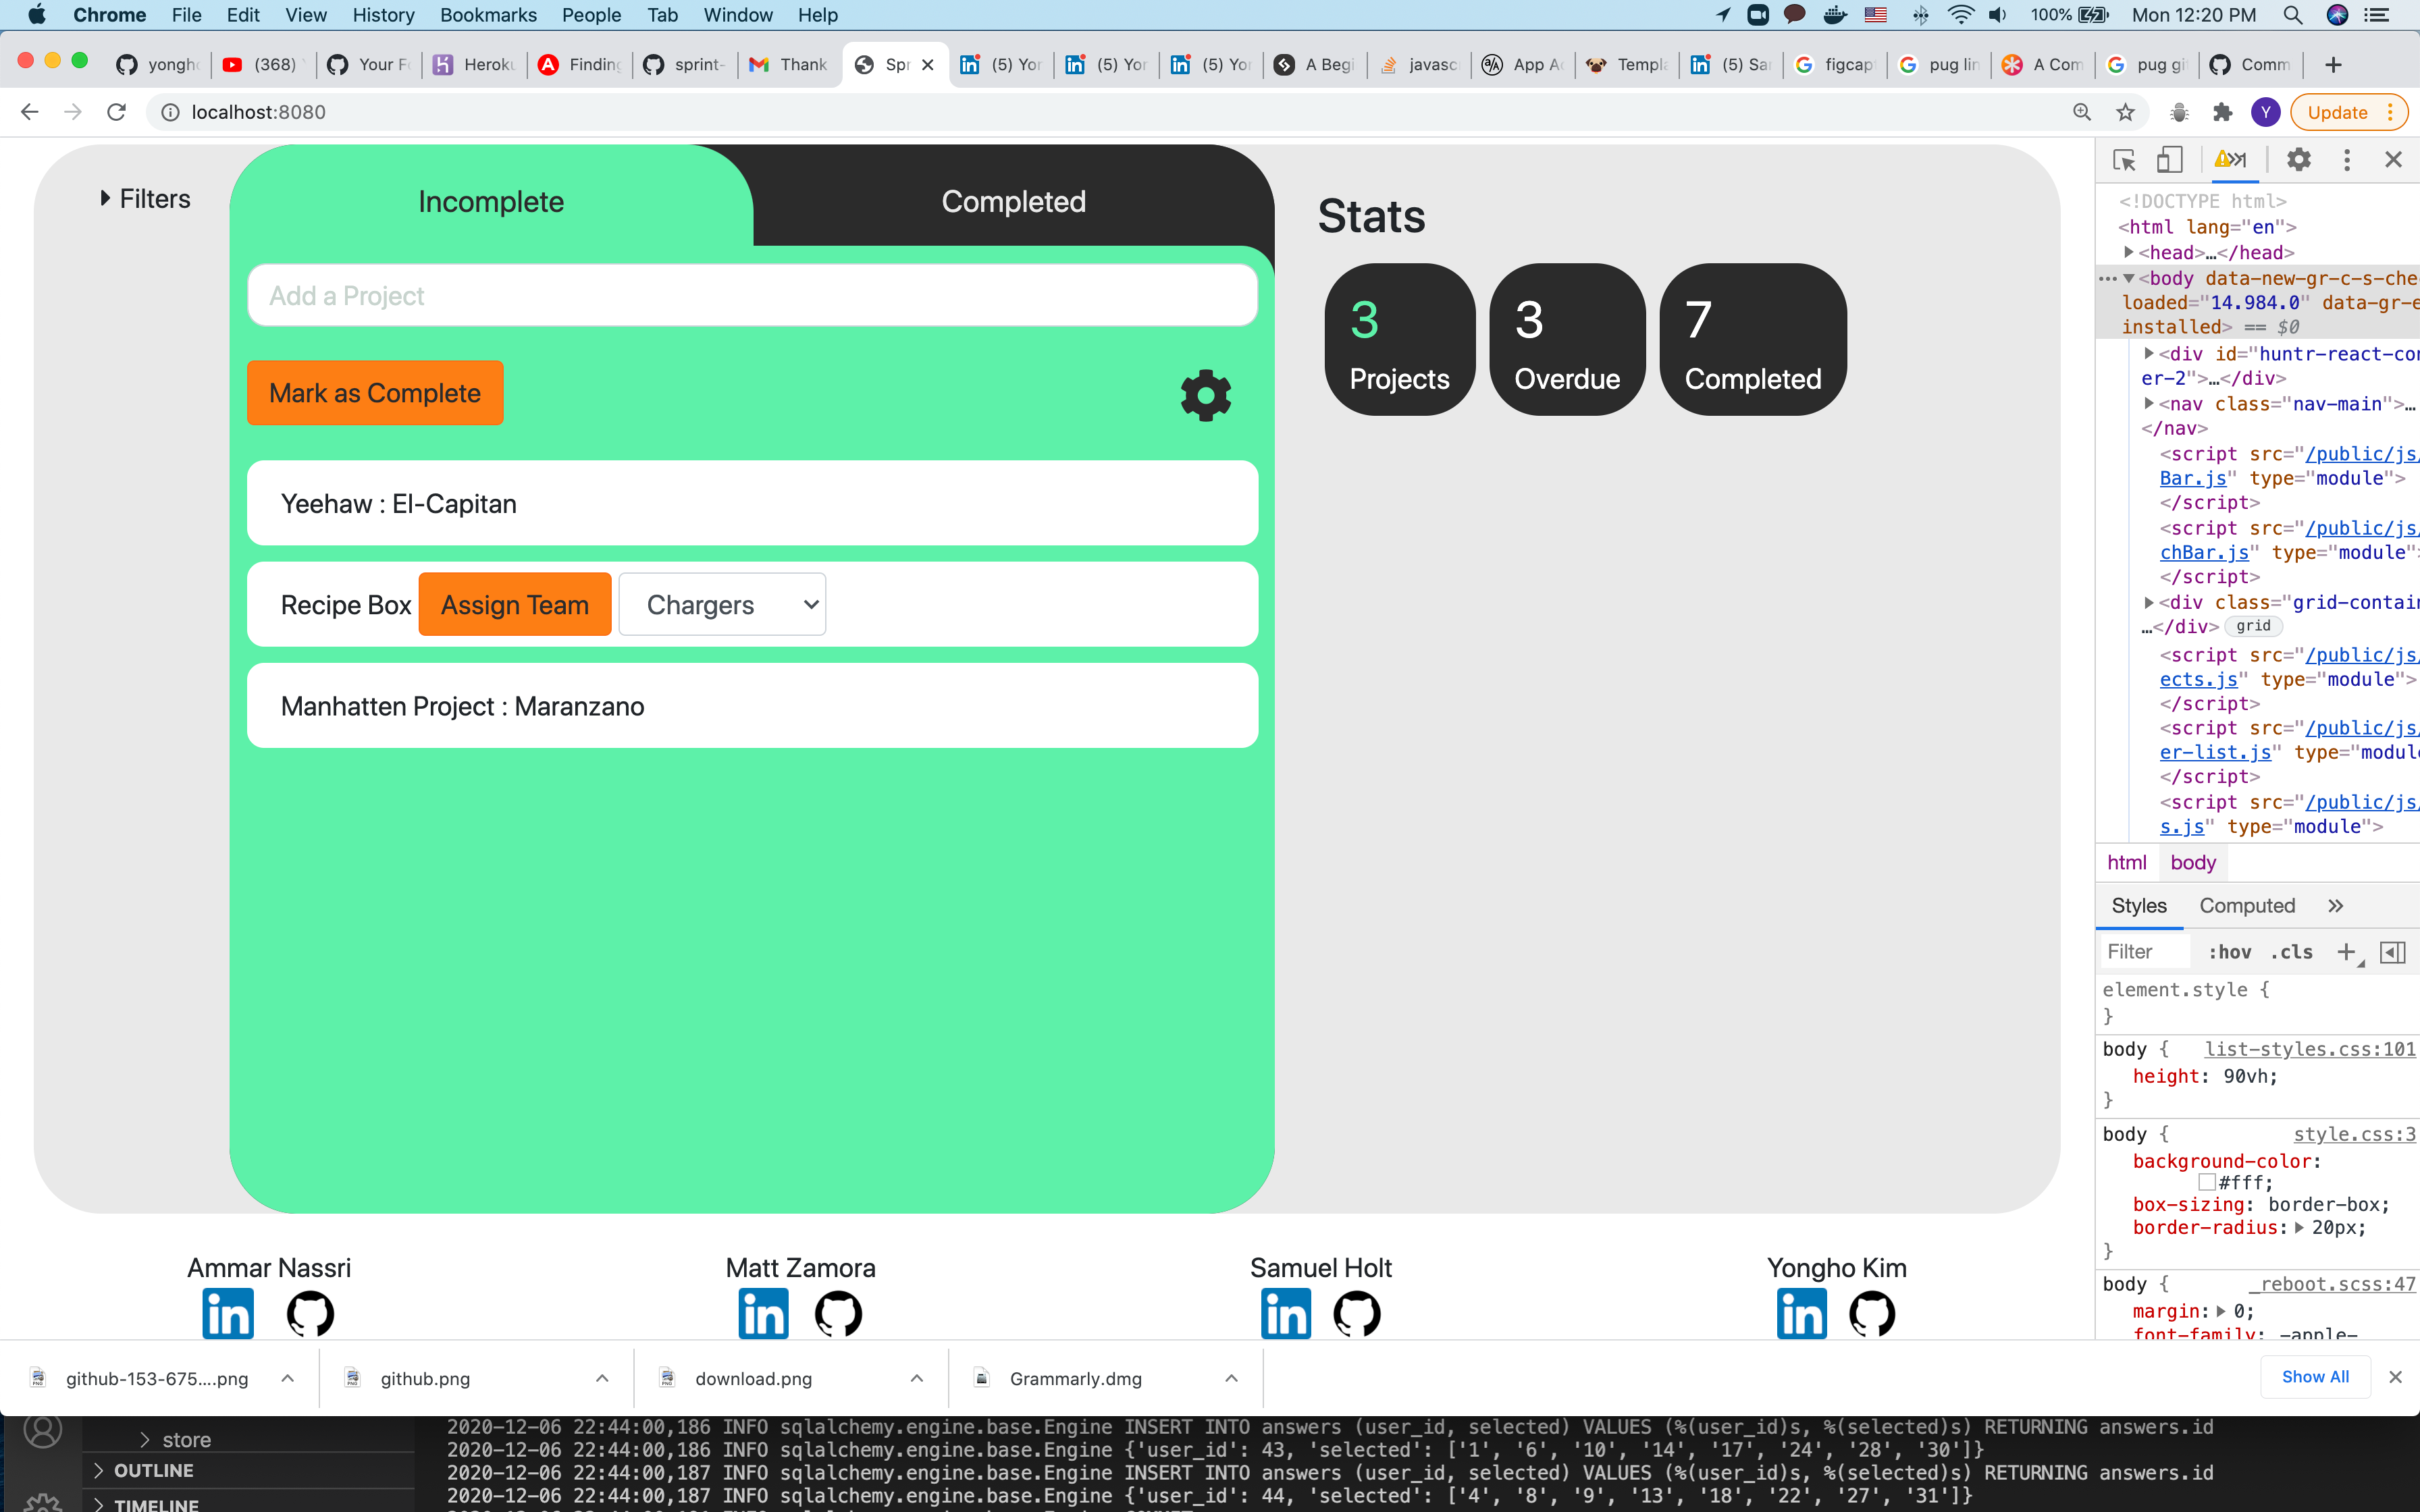 Chrome File Edit View History Bookmarks People Tab Window Help 100% Mon 12:20 PM
yongho (368) Your F Heroku Finding sprint- Thank Spr (5) Yor (5) Yor (5) Yor A Begi javasc App Ac Templa (5) Sar figcap pug lin A Com pug gi Comm
localhost:8080 Y Update
Filters
Incomplete
Completed
Add a Project
Mark as Complete
Yeehaw : El-Capitan
Recipe Box Assign Team Chargers
Manhatten Project : Maranzano
Stats
3 3 7
Projects Overdue Completed
Ammar Nassri Matt Zamora Samuel Holt Yongho Kim
in in in in
<!DOCTYPE html>
<html lang="en">
<head>…</head>
<body data-new-gr-c-s-che
loaded="14.984.0" data-gr-e
installed> == $0
<div id="huntr-react-cor
er-2">…</div>
<nav class="nav-main">…
</nav>
<script src="/public/js/
Bar.js" type="module">
</script>
<script src="/public/js/
chBar.js" type="module">
</script>
<div class="grid-contain
…</div> grid
<script src="/public/js/
ects.js" type="module">
</script>
<script src="/public/js/
er-list.js" type="modul
</script>
<script src="/public/js/
s.js" type="module">
html body
Styles Computed
Filter :hov .cls
element.style {
}
body { list-styles.css:101
height: 90vh;
}
body { style.css:3
background-color:
#fff;
box-sizing: border-box;
border-radius: 20px;
}
body { _reboot.scss:47
margin: 0;
font-family: -apple-
github-153-675....png github.png download.png Grammarly.dmg Show All
store
OUTLINE
TIMELINE
2020-12-06 22:44:00,186 INFO sqlalchemy.engine.base.Engine INSERT INTO answers (user_id, selected) VALUES (%(user_id)s, %(selected)s) RETURNING answers.id
2020-12-06 22:44:00,186 INFO sqlalchemy.engine.base.Engine {'user_id': 43, 'selected': ['1', '6', '10', '14', '17', '24', '28', '30']}
2020-12-06 22:44:00,187 INFO sqlalchemy.engine.base.Engine INSERT INTO answers (user_id, selected) VALUES (%(user_id)s, %(selected)s) RETURNING answers.id
2020-12-06 22:44:00,187 INFO sqlalchemy.engine.base.Engine {'user_id': 44, 'selected': ['4', '8', '9', '13', '18', '22', '27', '31']}